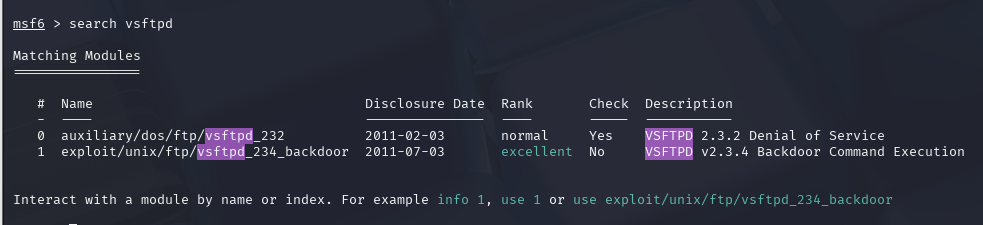 msf6 > search vsftpd
Matching Modules
================
# Name Disclosure Date Rank Check Description
- ---- --------------- ---- ----- -----------
0 auxiliary/dos/ftp/vsftpd_232 2011-02-03 normal Yes VSFTPD 2.3.2 Denial of Service
1 exploit/unix/ftp/vsftpd_234_backdoor 2011-07-03 excellent No VSFTPD v2.3.4 Backdoor Command Execution
Interact with a module by name or index. For example info 1, use 1 or use exploit/unix/ftp/vsftpd_234_backdoor